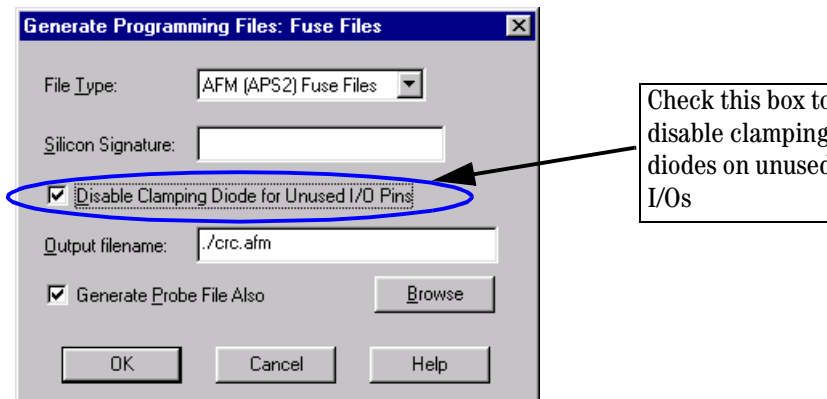 Generate Programming Files: Fuse Files
File Type: AFM (APS2) Fuse Files
Silicon Signature:
Disable Clamping Diode for Unused I/O Pins
Output filename: ./crc.afm
Generate Probe File Also
Browse
OK Cancel Help
Check this box to
disable clamping
diodes on unused
I/Os